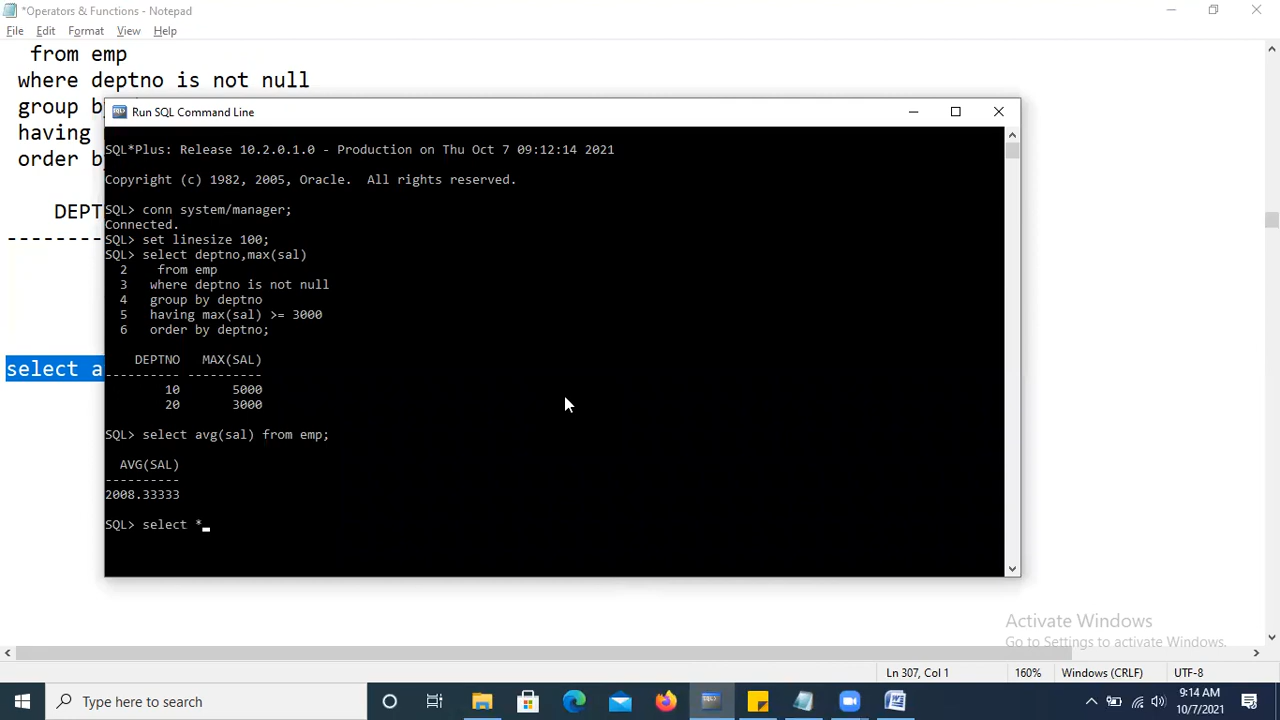 *Operators & Functions - Notepad
File Edit Format View Help
from emp
where deptno is not null
group b
having
order b
DEPT
---------
select a
Run SQL Command Line
SQL*Plus: Release 10.2.0.1.0 - Production on Thu Oct 7 09:12:14 2021
Copyright (c) 1982, 2005, Oracle.  All rights reserved.
SQL> conn system/manager;
Connected.
SQL> set linesize 100;
SQL> select deptno,max(sal)
2    from emp
3   where deptno is not null
4   group by deptno
5   having max(sal) >= 3000
6   order by deptno;
DEPTNO   MAX(SAL)
---------- ----------
10       5000
20       3000
SQL> select avg(sal) from emp;
AVG(SAL)
----------
2008.33333
SQL> select *_
Activate Windows
Go to Settings to activate Windows.
Ln 307, Col 1 160% Windows (CRLF) UTF-8
Type here to search
9:14 AM
10/7/2021